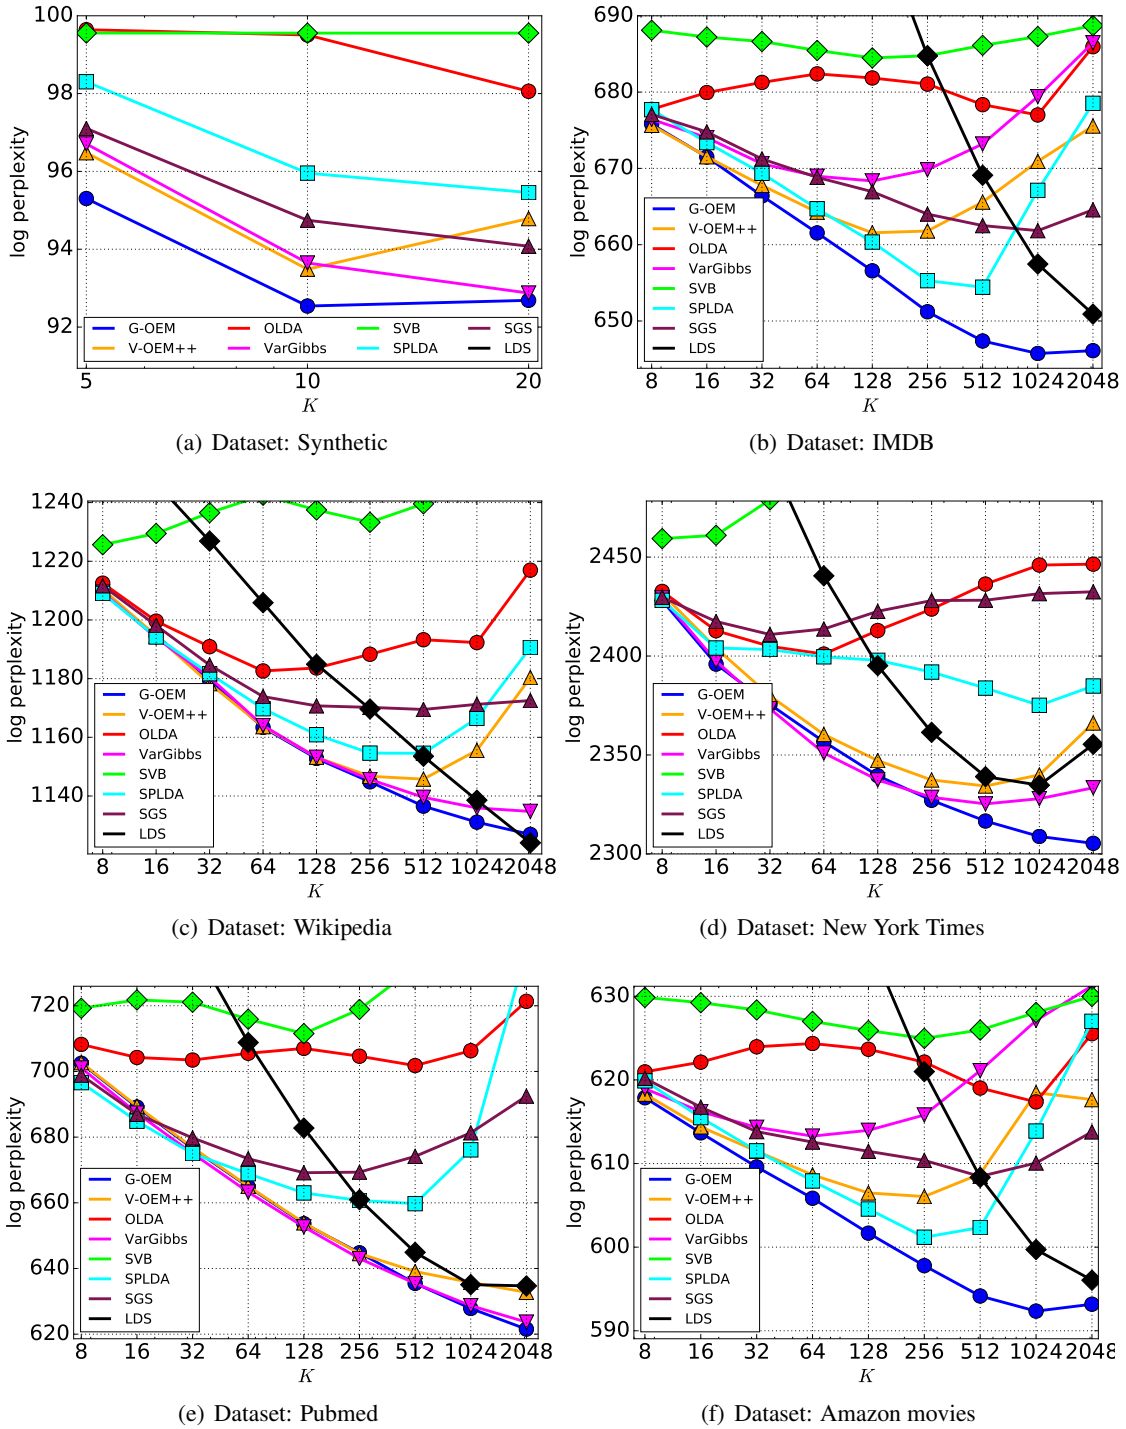 100
98
96
94
92
log perplexity
G-OEM OLDA SVB SGS
V-OEM++ VarGibbs SPLDA LDS
5 10 20
K
(a) Dataset: Synthetic
690
680
670
660
650
log perplexity
G-OEM
V-OEM++
OLDA
VarGibbs
SVB
SPLDA
SGS
LDS
8 16 32 64 128 256 512 1024 2048
K
(b) Dataset: IMDB
1240
1220
1200
1180
1160
1140
log perplexity
G-OEM
V-OEM++
OLDA
VarGibbs
SVB
SPLDA
SGS
LDS
8 16 32 64 128 256 512 1024 2048
K
(c) Dataset: Wikipedia
2450
2400
2350
2300
log perplexity
G-OEM
V-OEM++
OLDA
VarGibbs
SVB
SPLDA
SGS
LDS
8 16 32 64 128 256 512 1024 2048
K
(d) Dataset: New York Times
720
700
680
660
640
620
log perplexity
G-OEM
V-OEM++
OLDA
VarGibbs
SVB
SPLDA
SGS
LDS
8 16 32 64 128 256 512 1024 2048
K
(e) Dataset: Pubmed
630
620
610
600
590
log perplexity
G-OEM
V-OEM++
OLDA
VarGibbs
SVB
SPLDA
SGS
LDS
8 16 32 64 128 256 512 1024 2048
K
(f) Dataset: Amazon movies